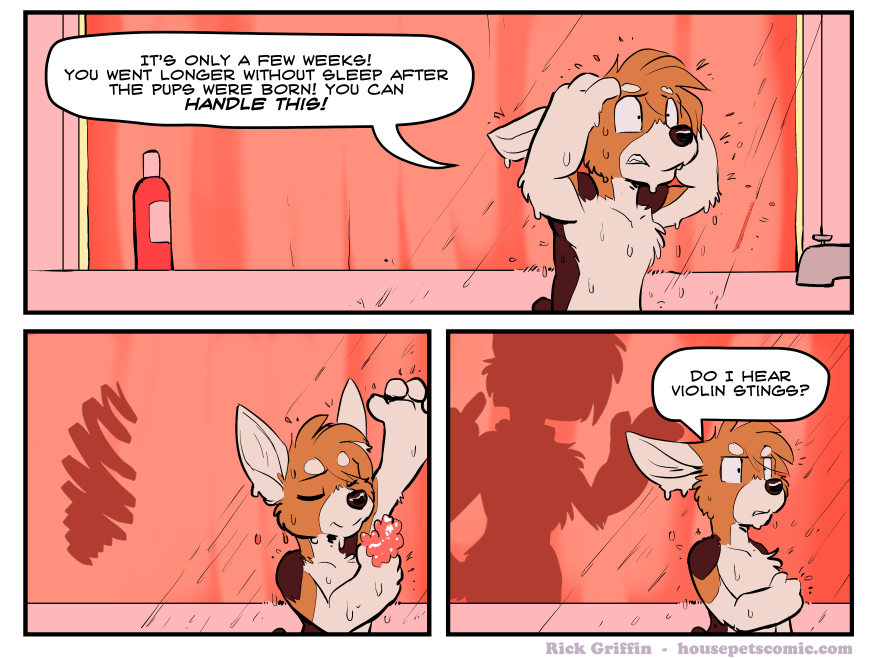 IT'S ONLY A FEW WEEKS!
YOU WENT LONGER WITHOUT SLEEP AFTER
THE PUPS WERE BORN! YOU CAN
HANDLE THIS!
DO I HEAR
VIOLIN STINGS?
Rick Griffin - housepetscomic.com